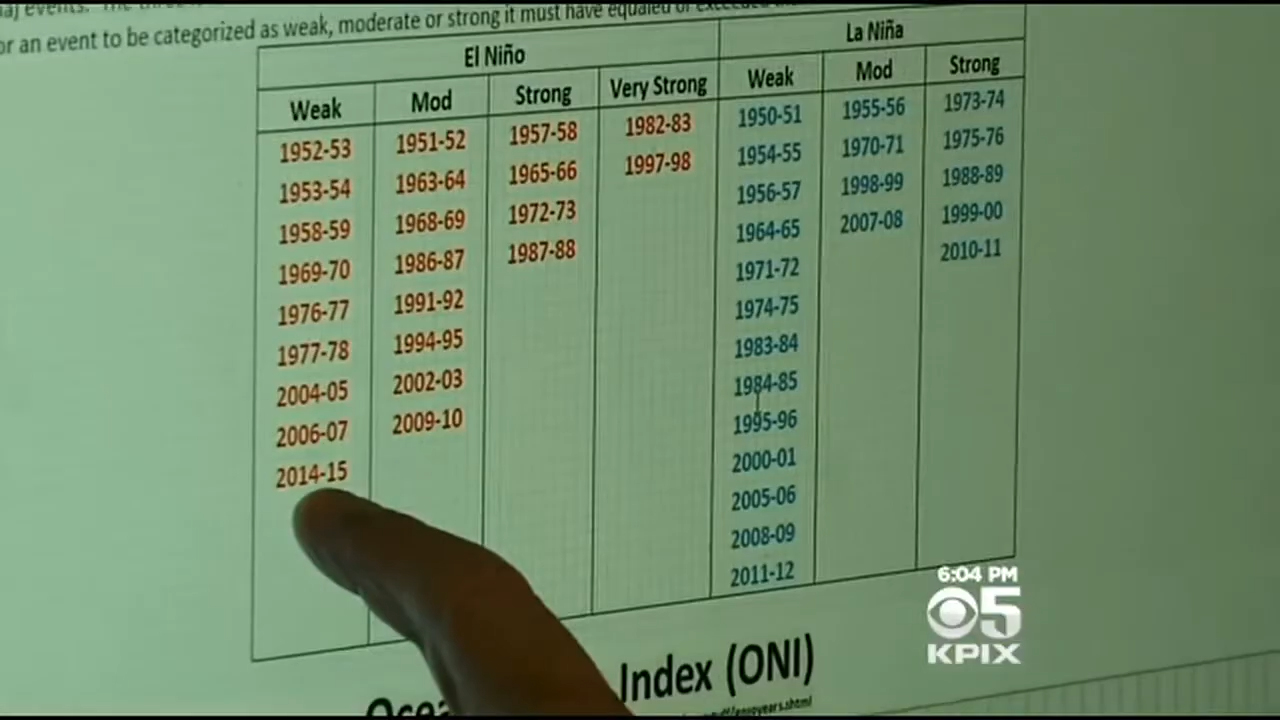 events.
or an event to be categorized as weak, moderate or strong it must have equaled or exceeded
El Niño La Niña
Weak Mod Strong Very Strong Weak Mod Strong
1952-53 1951-52 1957-58 1982-83 1950-51 1955-56 1973-74
1953-54 1963-64 1965-66 1997-98 1954-55 1970-71 1975-76
1958-59 1968-69 1972-73 1956-57 1998-99 1988-89
1969-70 1986-87 1987-88 1964-65 2007-08 1999-00
1976-77 1991-92 1971-72 2010-11
1977-78 1994-95 1974-75
2004-05 2002-03 1983-84
2006-07 2009-10 1984-85
2014-15 1995-96
2000-01
2005-06
2008-09
2011-12
6:04 PM
5
KPIX
Index (ONI)